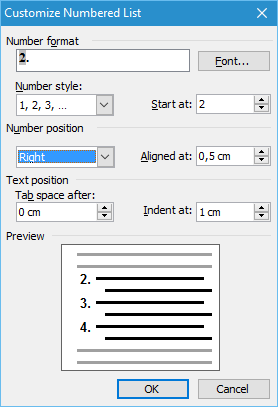 Customize Numbered List
Number format
2.
Font...
Number style:
1, 2, 3, ...
Start at:
2
Number position
Right
Aligned at:
0,5 cm
Text position
Tab space after:
0 cm
Indent at:
1 cm
Preview
2.
3.
4.
OK
Cancel